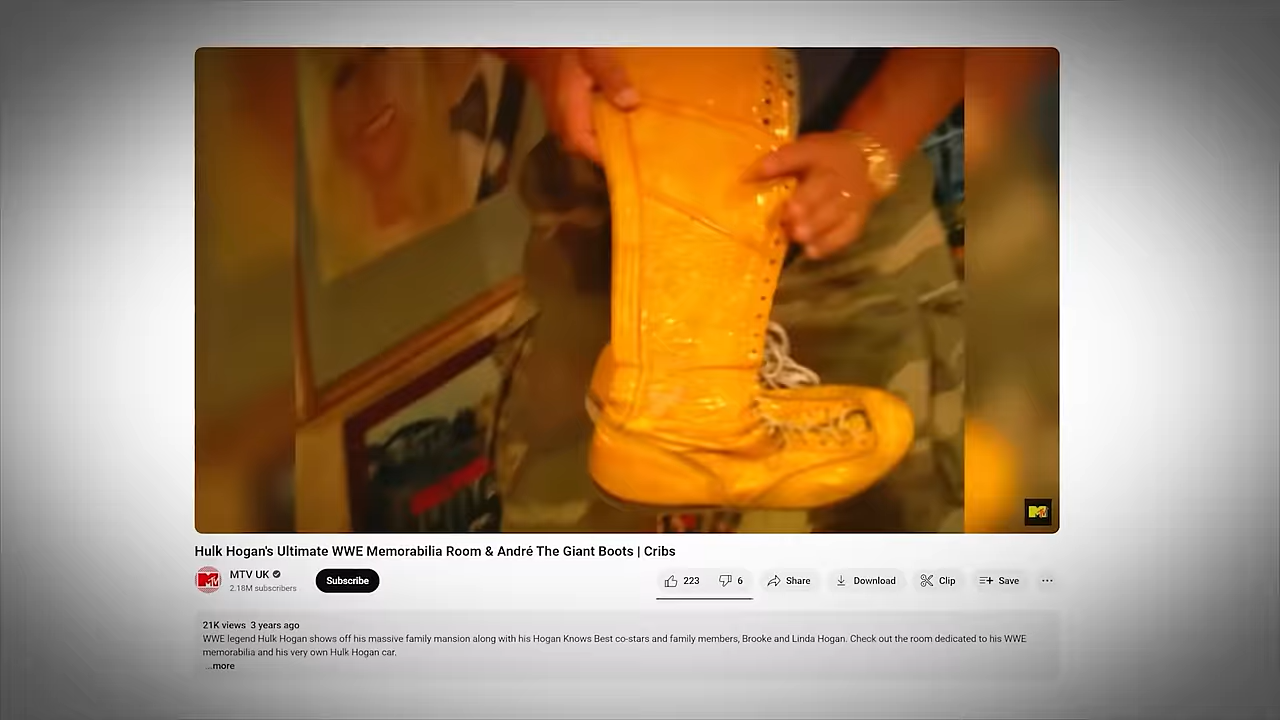 Hulk Hogan's Ultimate WWE Memorabilia Room & André The Giant Boots | Cribs
MTV UK
2.18M subscribers
Subscribe
223
6
Share
Download
Clip
Save
21K views 3 years ago
WWE legend Hulk Hogan shows off his massive family mansion along with his Hogan Knows Best co-stars and family members, Brooke and Linda Hogan. Check out the room dedicated to his WWE
memorabilia and his very own Hulk Hogan car.
...more